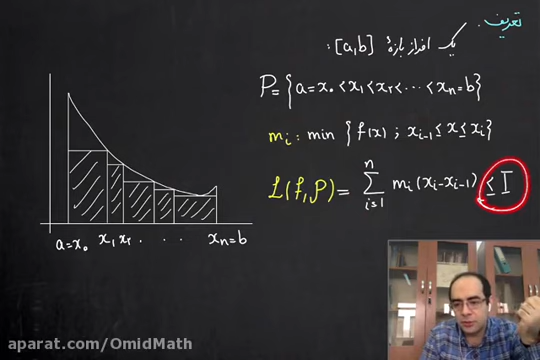 تعریف.
یک افراز بازهٔ [a,b] :
P = { a = x₀ < x₁ < x₂ < ··· < xₙ = b }
mᵢ : min { f(x) ; xᵢ₋₁ ≤ x ≤ xᵢ }
L(f,P) = ∑ᵢ₌₁ⁿ mᵢ (xᵢ - xᵢ₋₁) ≤ I
a = x₀ x₁ x₂ . . . xₙ = b
aparat.com/OmidMath